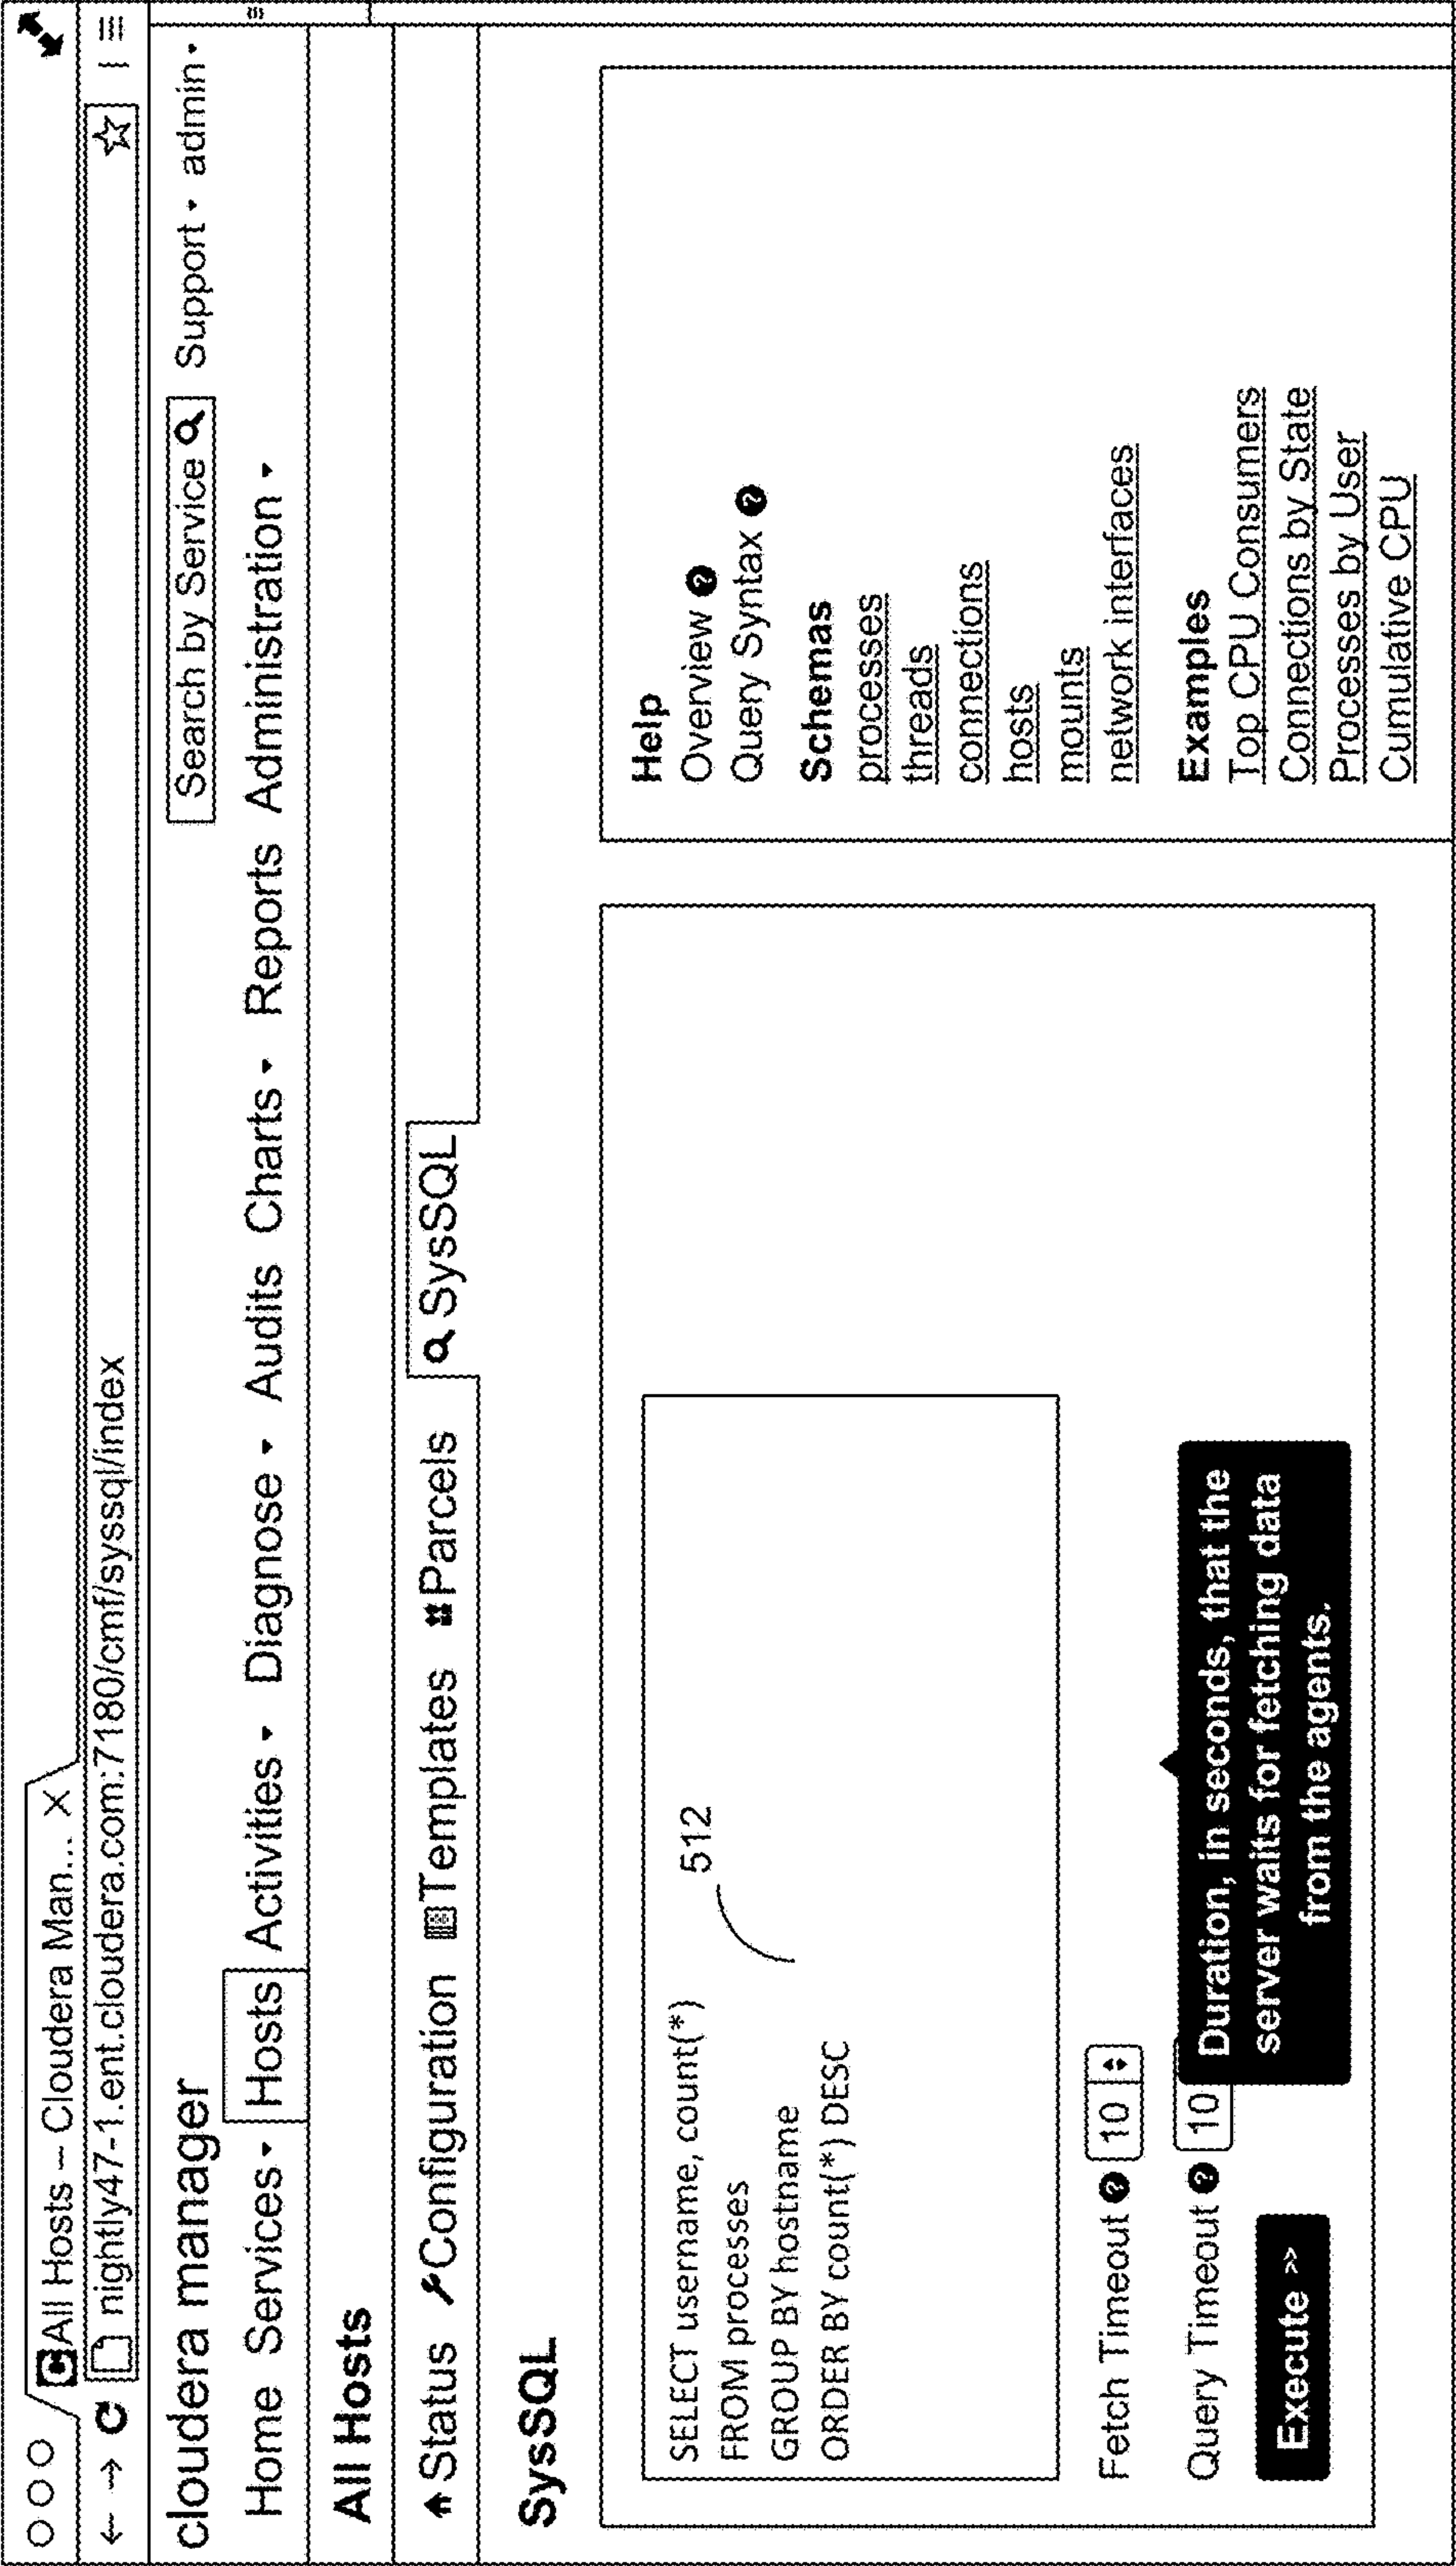 All Hosts – Cloudera Man... X
nightly47-1.ent.cloudera.com:7180/cmf/syssql/index
cloudera manager
Search by Service
Support
admin
Home Services Hosts Activities Diagnose Audits Charts Reports Administration
All Hosts
Status Configuration Templates Parcels SysSQL
SysSQL
SELECT username, count(*)
FROM processes
GROUP BY hostname
ORDER BY count(*) DESC
512
Fetch Timeout ? 10
Query Timeout ? 10
Duration, in seconds, that the
server waits for fetching data
from the agents.
Execute >>
Help
Overview ?
Query Syntax ?
Schemas
processes
threads
connections
hosts
mounts
network interfaces
Examples
Top CPU Consumers
Connections by State
Processes by User
Cumulative CPU